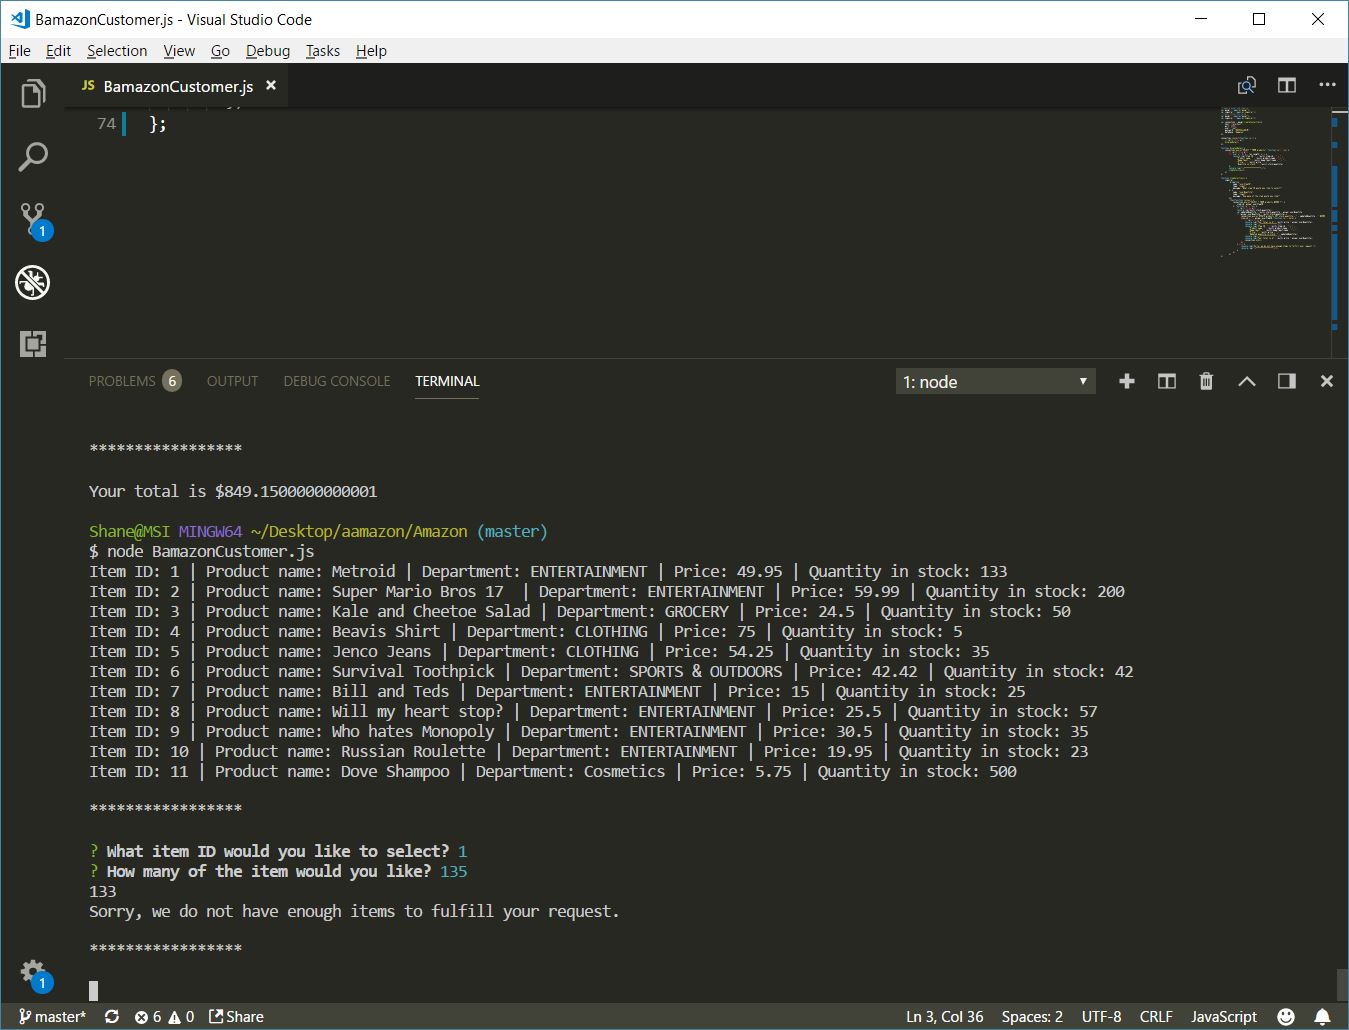 BamazonCustomer.js - Visual Studio Code
File Edit Selection View Go Debug Tasks Help
JS BamazonCustomer.js
74 };
1
PROBLEMS 6 OUTPUT DEBUG CONSOLE TERMINAL 1: node
*****************
Your total is $849.1500000000001
Shane@MSI MINGW64 ~/Desktop/aamazon/Amazon (master)
$ node BamazonCustomer.js
Item ID: 1 | Product name: Metroid | Department: ENTERTAINMENT | Price: 49.95 | Quantity in stock: 133
Item ID: 2 | Product name: Super Mario Bros 17  | Department: ENTERTAINMENT | Price: 59.99 | Quantity in stock: 200
Item ID: 3 | Product name: Kale and Cheetoe Salad | Department: GROCERY | Price: 24.5 | Quantity in stock: 50
Item ID: 4 | Product name: Beavis Shirt | Department: CLOTHING | Price: 75 | Quantity in stock: 5
Item ID: 5 | Product name: Jenco Jeans | Department: CLOTHING | Price: 54.25 | Quantity in stock: 35
Item ID: 6 | Product name: Survival Toothpick | Department: SPORTS & OUTDOORS | Price: 42.42 | Quantity in stock: 42
Item ID: 7 | Product name: Bill and Teds | Department: ENTERTAINMENT | Price: 15 | Quantity in stock: 25
Item ID: 8 | Product name: Will my heart stop? | Department: ENTERTAINMENT | Price: 25.5 | Quantity in stock: 57
Item ID: 9 | Product name: Who hates Monopoly | Department: ENTERTAINMENT | Price: 30.5 | Quantity in stock: 35
Item ID: 10 | Product name: Russian Roulette | Department: ENTERTAINMENT | Price: 19.95 | Quantity in stock: 23
Item ID: 11 | Product name: Dove Shampoo | Department: Cosmetics | Price: 5.75 | Quantity in stock: 500
*****************
? What item ID would you like to select? 1
? How many of the item would you like? 135
133
Sorry, we do not have enough items to fulfill your request.
*****************
1
master* 6 0 Share Ln 3, Col 36 Spaces: 2 UTF-8 CRLF JavaScript